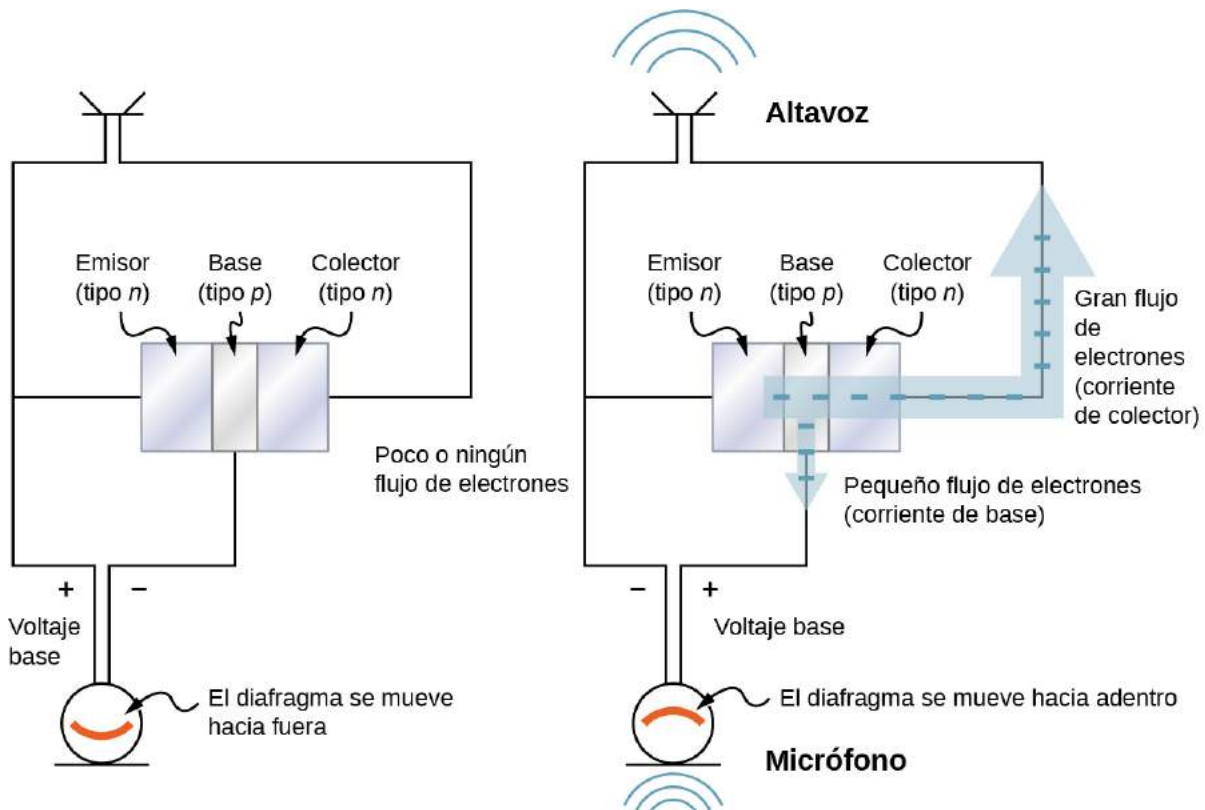 Emisor
(tipo n)
Base
(tipo p)
Colector
(tipo n)
Poco o ningún
flujo de electrones
+
−
Voltaje
base
El diafragma se mueve
hacia fuera
Altavoz
Emisor
(tipo n)
Base
(tipo p)
Colector
(tipo n)
Gran flujo
de
electrones
(corriente
de colector)
Pequeño flujo de electrones
(corriente de base)
−
+
Voltaje base
El diafragma se mueve hacia adentro
Micrófono